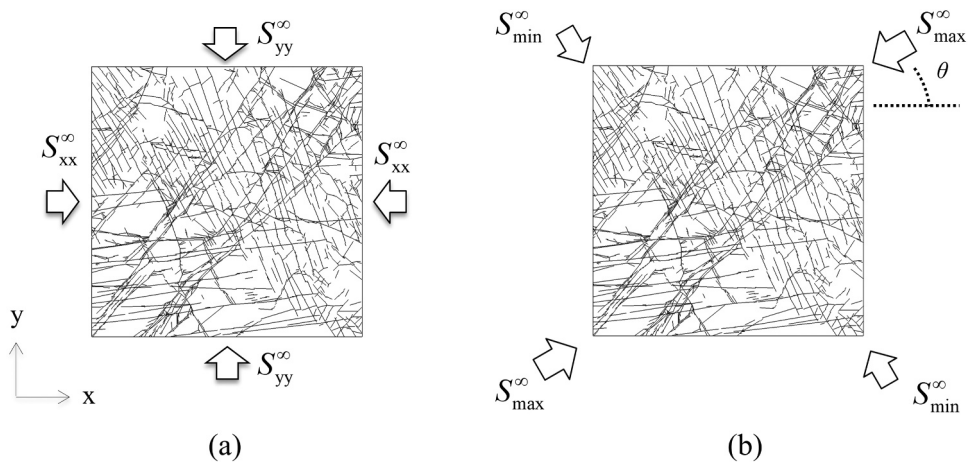 S∞yy
S∞xx
S∞xx
S∞yy
y
x
(a)
S∞min
S∞max
θ
S∞max
S∞min
(b)